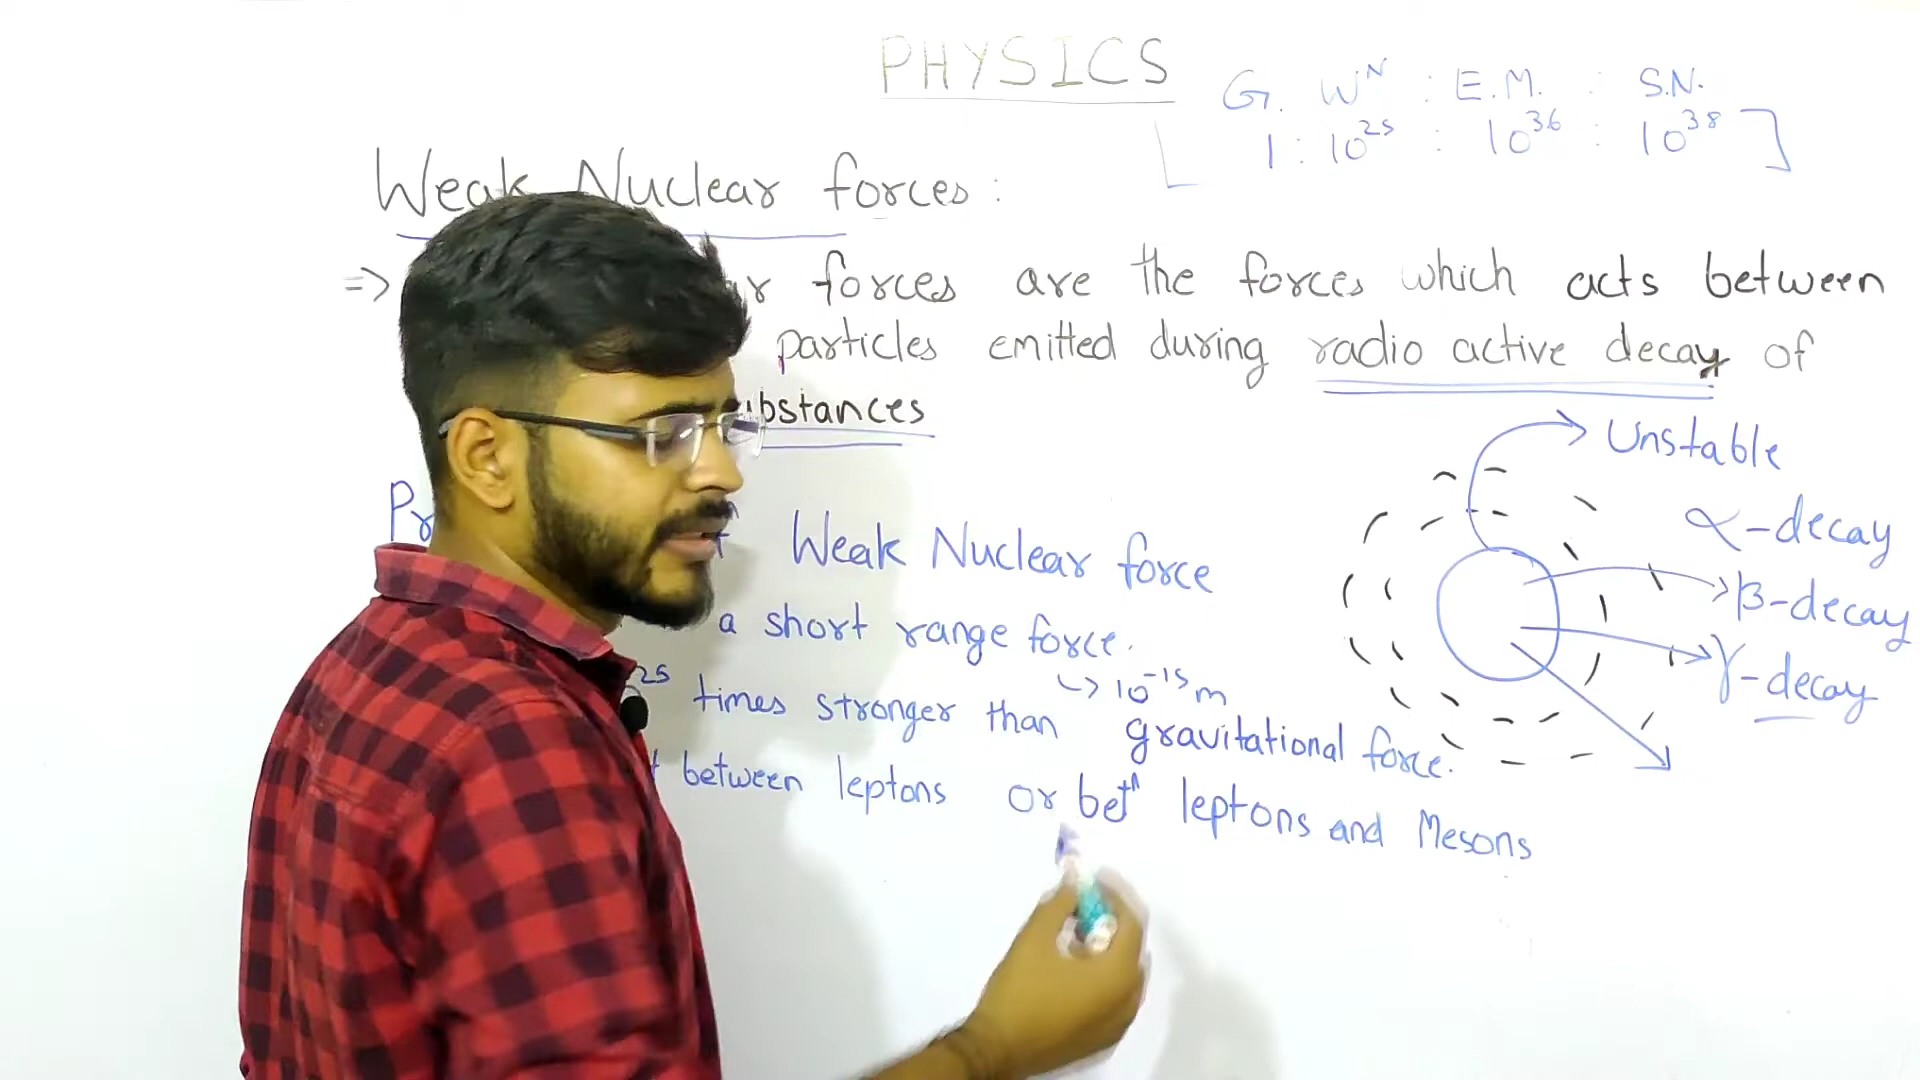 PHYSICS
G. W^N : E.M. : S.N.
[ 1 : 10^25 : 10^36 : 10^38 ]
Weak Nuclear forces :
=> forces are the forces which acts between
particles emitted during radio active decay of
Unstable
α-decay
β-decay
γ-decay
Weak Nuclear force
a short range force.
↳ 10^-15 m
25 times stronger than gravitational force.
between leptons or bet^n leptons and Mesons